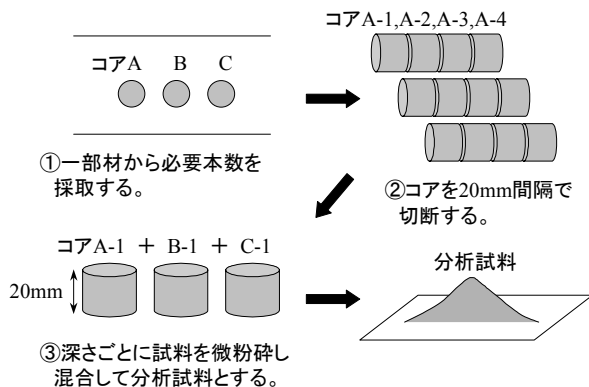 コアA B C
①一部材から必要本数を
採取する。
コアA-1,A-2,A-3,A-4
②コアを20mm間隔で
切断する。
コアA-1 + B-1 + C-1
20mm
③深さごとに試料を微粉砕し
混合して分析試料とする。
分析試料